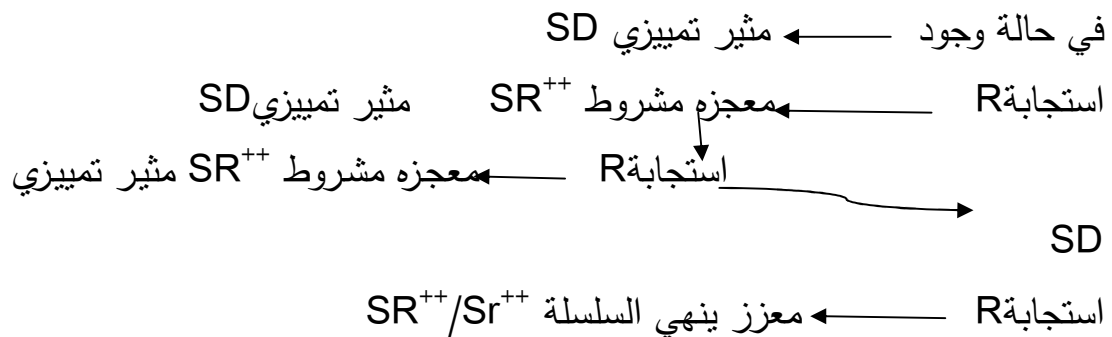 في حالة وجود مثير تمييزي SD
استجابةR معجزه مشروط SR++ مثير تمييزيSD
استجابةR معجزه مشروط SR++ مثير تمييزي
SD
استجابةR معزز ينهي السلسلة SR++/Sr++